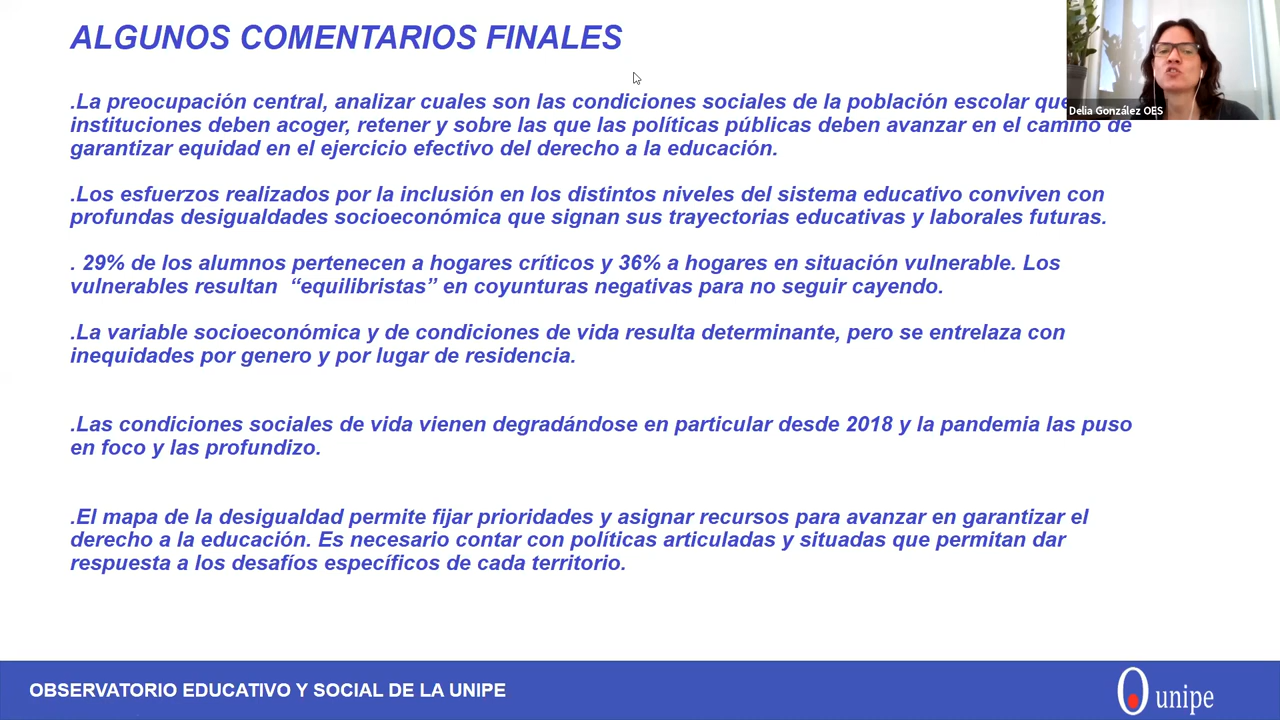 ALGUNOS COMENTARIOS FINALES
.La preocupación central, analizar cuales son las condiciones sociales de la población escolar que
instituciones deben acoger, retener y sobre las que las políticas públicas deben avanzar en el camino de
garantizar equidad en el ejercicio efectivo del derecho a la educación.
.Los esfuerzos realizados por la inclusión en los distintos niveles del sistema educativo conviven con
profundas desigualdades socioeconómica que signan sus trayectorias educativas y laborales futuras.
. 29% de los alumnos pertenecen a hogares críticos y 36% a hogares en situación vulnerable. Los
vulnerables resultan “equilibristas” en coyunturas negativas para no seguir cayendo.
.La variable socioeconómica y de condiciones de vida resulta determinante, pero se entrelaza con
inequidades por genero y por lugar de residencia.
.Las condiciones sociales de vida vienen degradándose en particular desde 2018 y la pandemia las puso
en foco y las profundizo.
.El mapa de la desigualdad permite fijar prioridades y asignar recursos para avanzar en garantizar el
derecho a la educación. Es necesario contar con políticas articuladas y situadas que permitan dar
respuesta a los desafíos específicos de cada territorio.
Delia González OES
OBSERVATORIO EDUCATIVO Y SOCIAL DE LA UNIPE
unipe